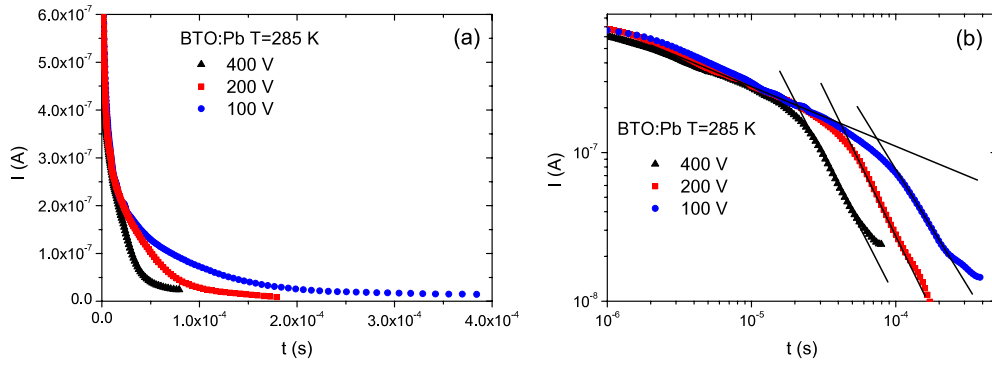 (a)
BTO:Pb T=285 K
400 V
200 V
100 V
6.0x10-7
5.0x10-7
4.0x10-7
3.0x10-7
2.0x10-7
1.0x10-7
0.0
I (A)
0.0 1.0x10-4 2.0x10-4 3.0x10-4 4.0x10-4
t (s)
(b)
BTO:Pb T=285 K
400 V
200 V
100 V
10-7
10-8
I (A)
10-6 10-5 10-4
t (s)